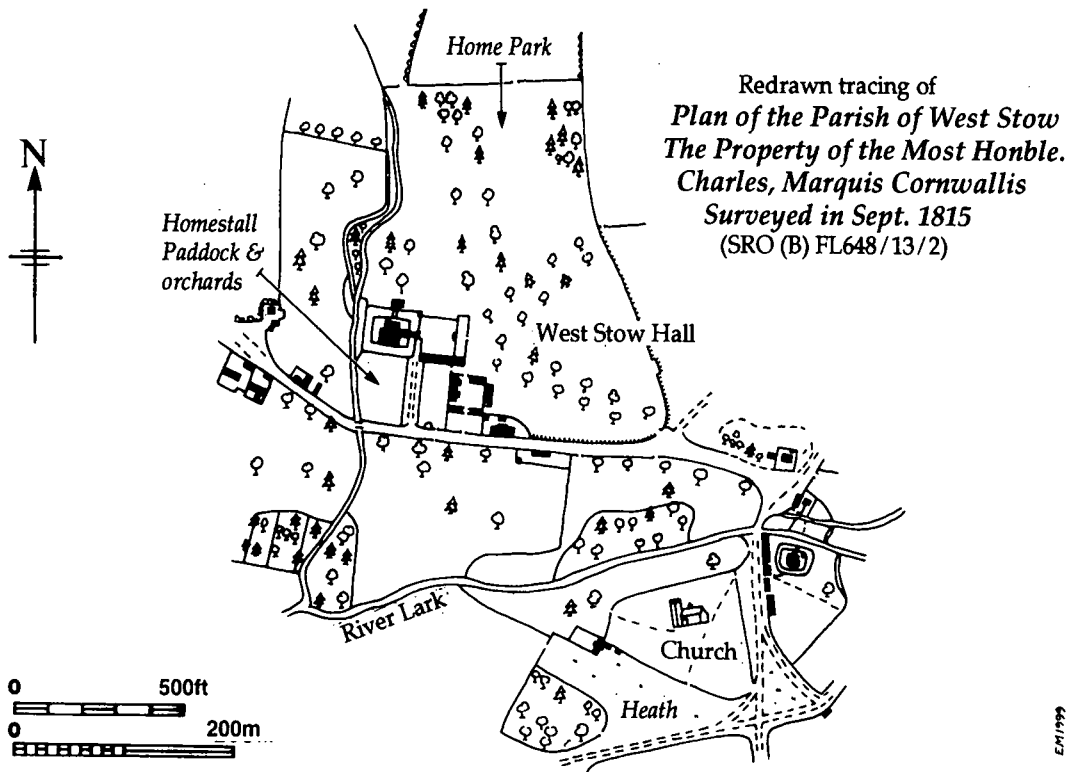 Home Park
Redrawn tracing of
Plan of the Parish of West Stow
The Property of the Most Honble.
Charles, Marquis Cornwallis
Surveyed in Sept. 1815
(SRO (B) FL648/13/2)
N
Homestall
Paddock &
orchards
West Stow Hall
River Lark
Church
Heath
0 500ft
0 200m
EM1999